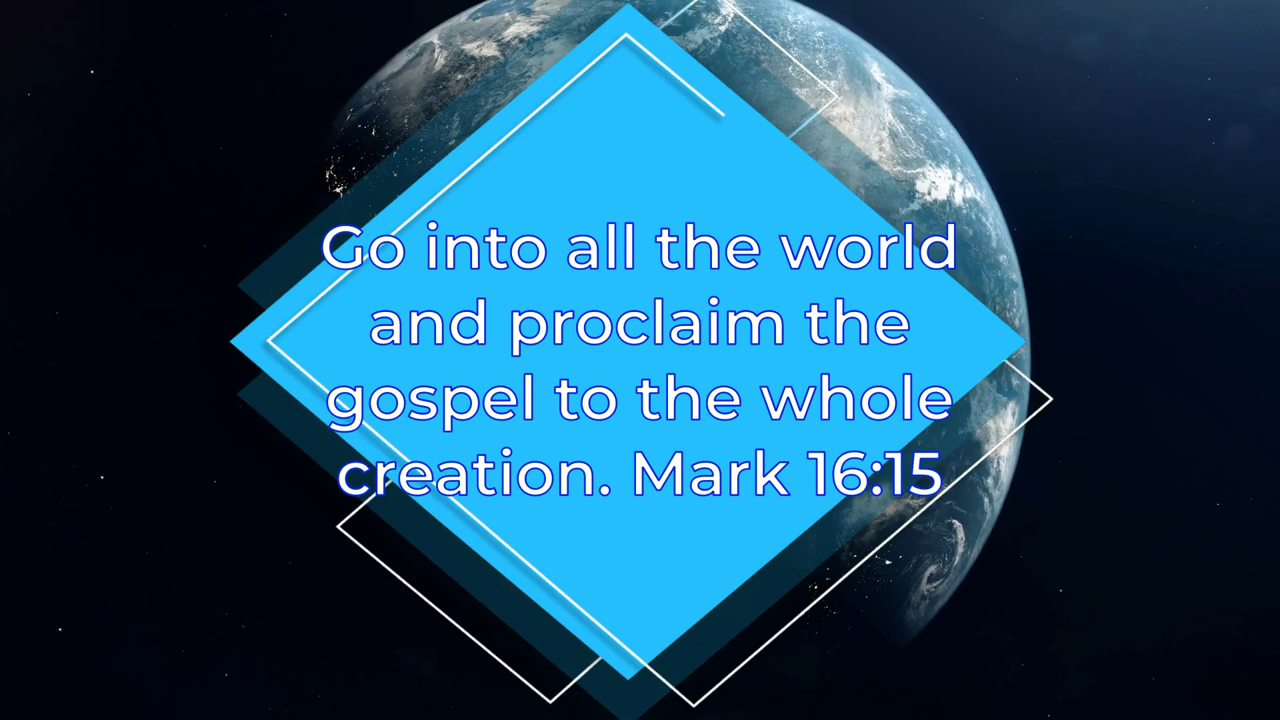 Go into all the world
and proclaim the
gospel to the whole
creation. Mark 16:15